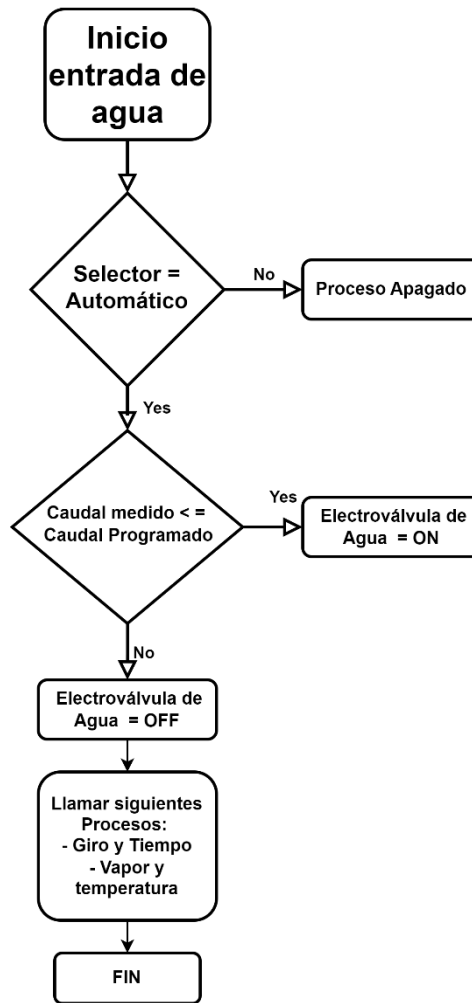 Inicio
entrada de
agua
Selector =
Automático
No
Proceso Apagado
Yes
Caudal medido < =
Caudal Programado
Yes
Electroválvula de
Agua = ON
No
Electroválvula de
Agua = OFF
Llamar siguientes
Procesos:
- Giro y Tiempo
- Vapor y
temperatura
FIN